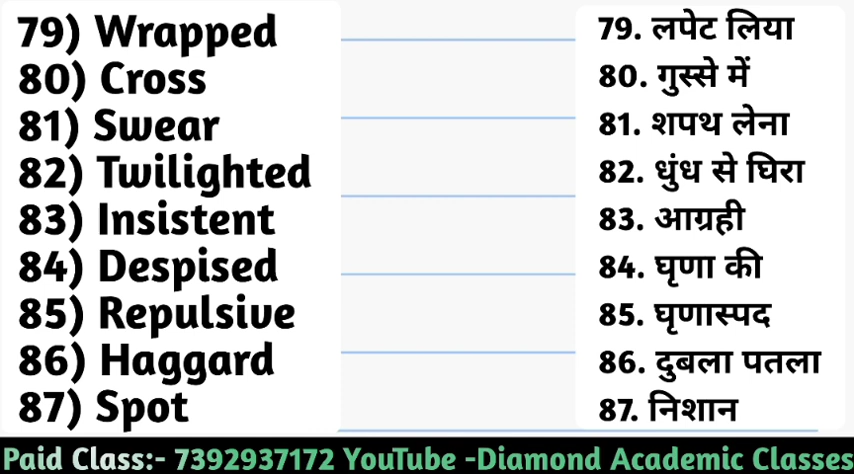 79) Wrapped
80) Cross
81) Swear
82) Twilighted
83) Insistent
84) Despised
85) Repulsive
86) Haggard
87) Spot
79. लपेट लिया
80. गुस्से में
81. शपथ लेना
82. धुंध से घिरा
83. आग्रही
84. घृणा की
85. घृणास्पद
86. दुबला पतला
87. निशान
Paid Class:- 7392937172 YouTube -Diamond Academic Classes